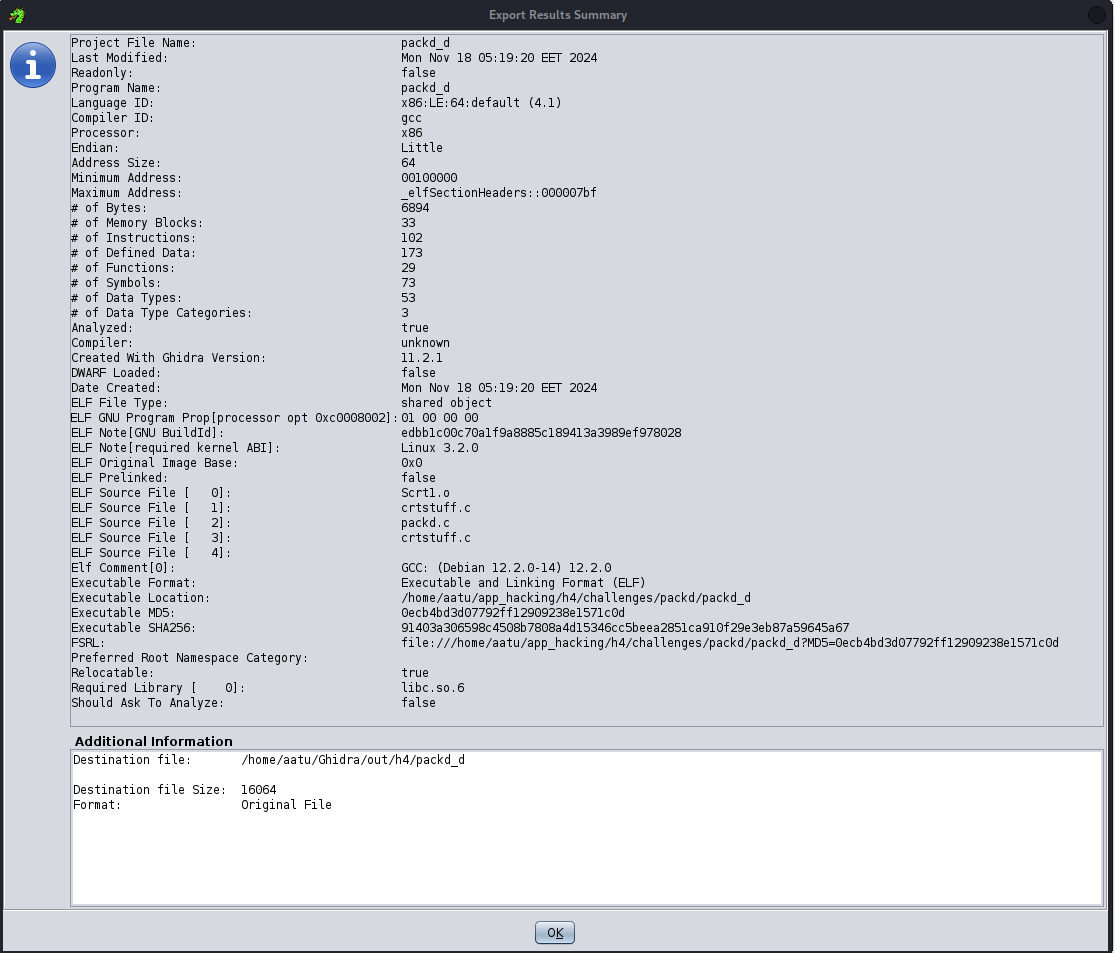 Export Results Summary
Project File Name: packd_d
Last Modified: Mon Nov 18 05:19:20 EET 2024
Readonly: false
Program Name: packd_d
Language ID: x86:LE:64:default (4.1)
Compiler ID: gcc
Processor: x86
Endian: Little
Address Size: 64
Minimum Address: 00100000
Maximum Address: _elfSectionHeaders::000007bf
# of Bytes: 6894
# of Memory Blocks: 33
# of Instructions: 102
# of Defined Data: 173
# of Functions: 29
# of Symbols: 73
# of Data Types: 53
# of Data Type Categories: 3
Analyzed: true
Compiler: unknown
Created With Ghidra Version: 11.2.1
DWARF Loaded: false
Date Created: Mon Nov 18 05:19:20 EET 2024
ELF File Type: shared object
ELF GNU Program Prop[processor opt 0xc0008002]: 01 00 00 00
ELF Note[GNU BuildId]: edbb1c00c70a1f9a8885c189413a3989ef978028
ELF Note[required kernel ABI]: Linux 3.2.0
ELF Original Image Base: 0x0
ELF Prelinked: false
ELF Source File [   0]: Scrt1.o
ELF Source File [   1]: crtstuff.c
ELF Source File [   2]: packd.c
ELF Source File [   3]: crtstuff.c
ELF Source File [   4]:
Elf Comment[0]: GCC: (Debian 12.2.0-14) 12.2.0
Executable Format: Executable and Linking Format (ELF)
Executable Location: /home/aatu/app_hacking/h4/challenges/packd/packd_d
Executable MD5: 0ecb4bd3d07792ff12909238e1571c0d
Executable SHA256: 91403a306598c4508b7808a4d15346cc5beea2851ca910f29e3eb87a59645a67
FSRL: file:///home/aatu/app_hacking/h4/challenges/packd/packd_d?MD5=0ecb4bd3d07792ff12909238e1571c0d
Preferred Root Namespace Category:
Relocatable: true
Required Library [    0]: libc.so.6
Should Ask To Analyze: false
Additional Information
Destination file: /home/aatu/Ghidra/out/h4/packd_d
Destination file Size: 16064
Format: Original File
OK